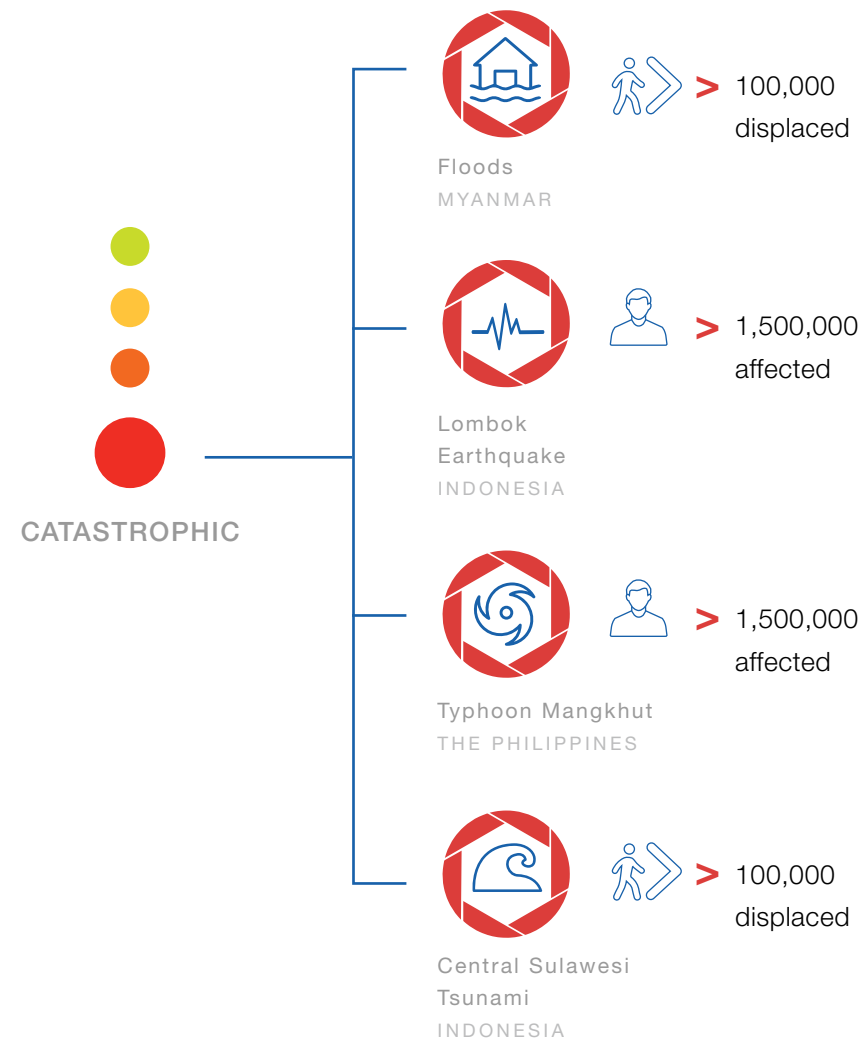 > 100,000
displaced
Floods
MYANMAR
> 1,500,000
affected
Lombok
Earthquake
INDONESIA
CATASTROPHIC
> 1,500,000
affected
Typhoon Mangkhut
THE PHILIPPINES
> 100,000
displaced
Central Sulawesi
Tsunami
INDONESIA